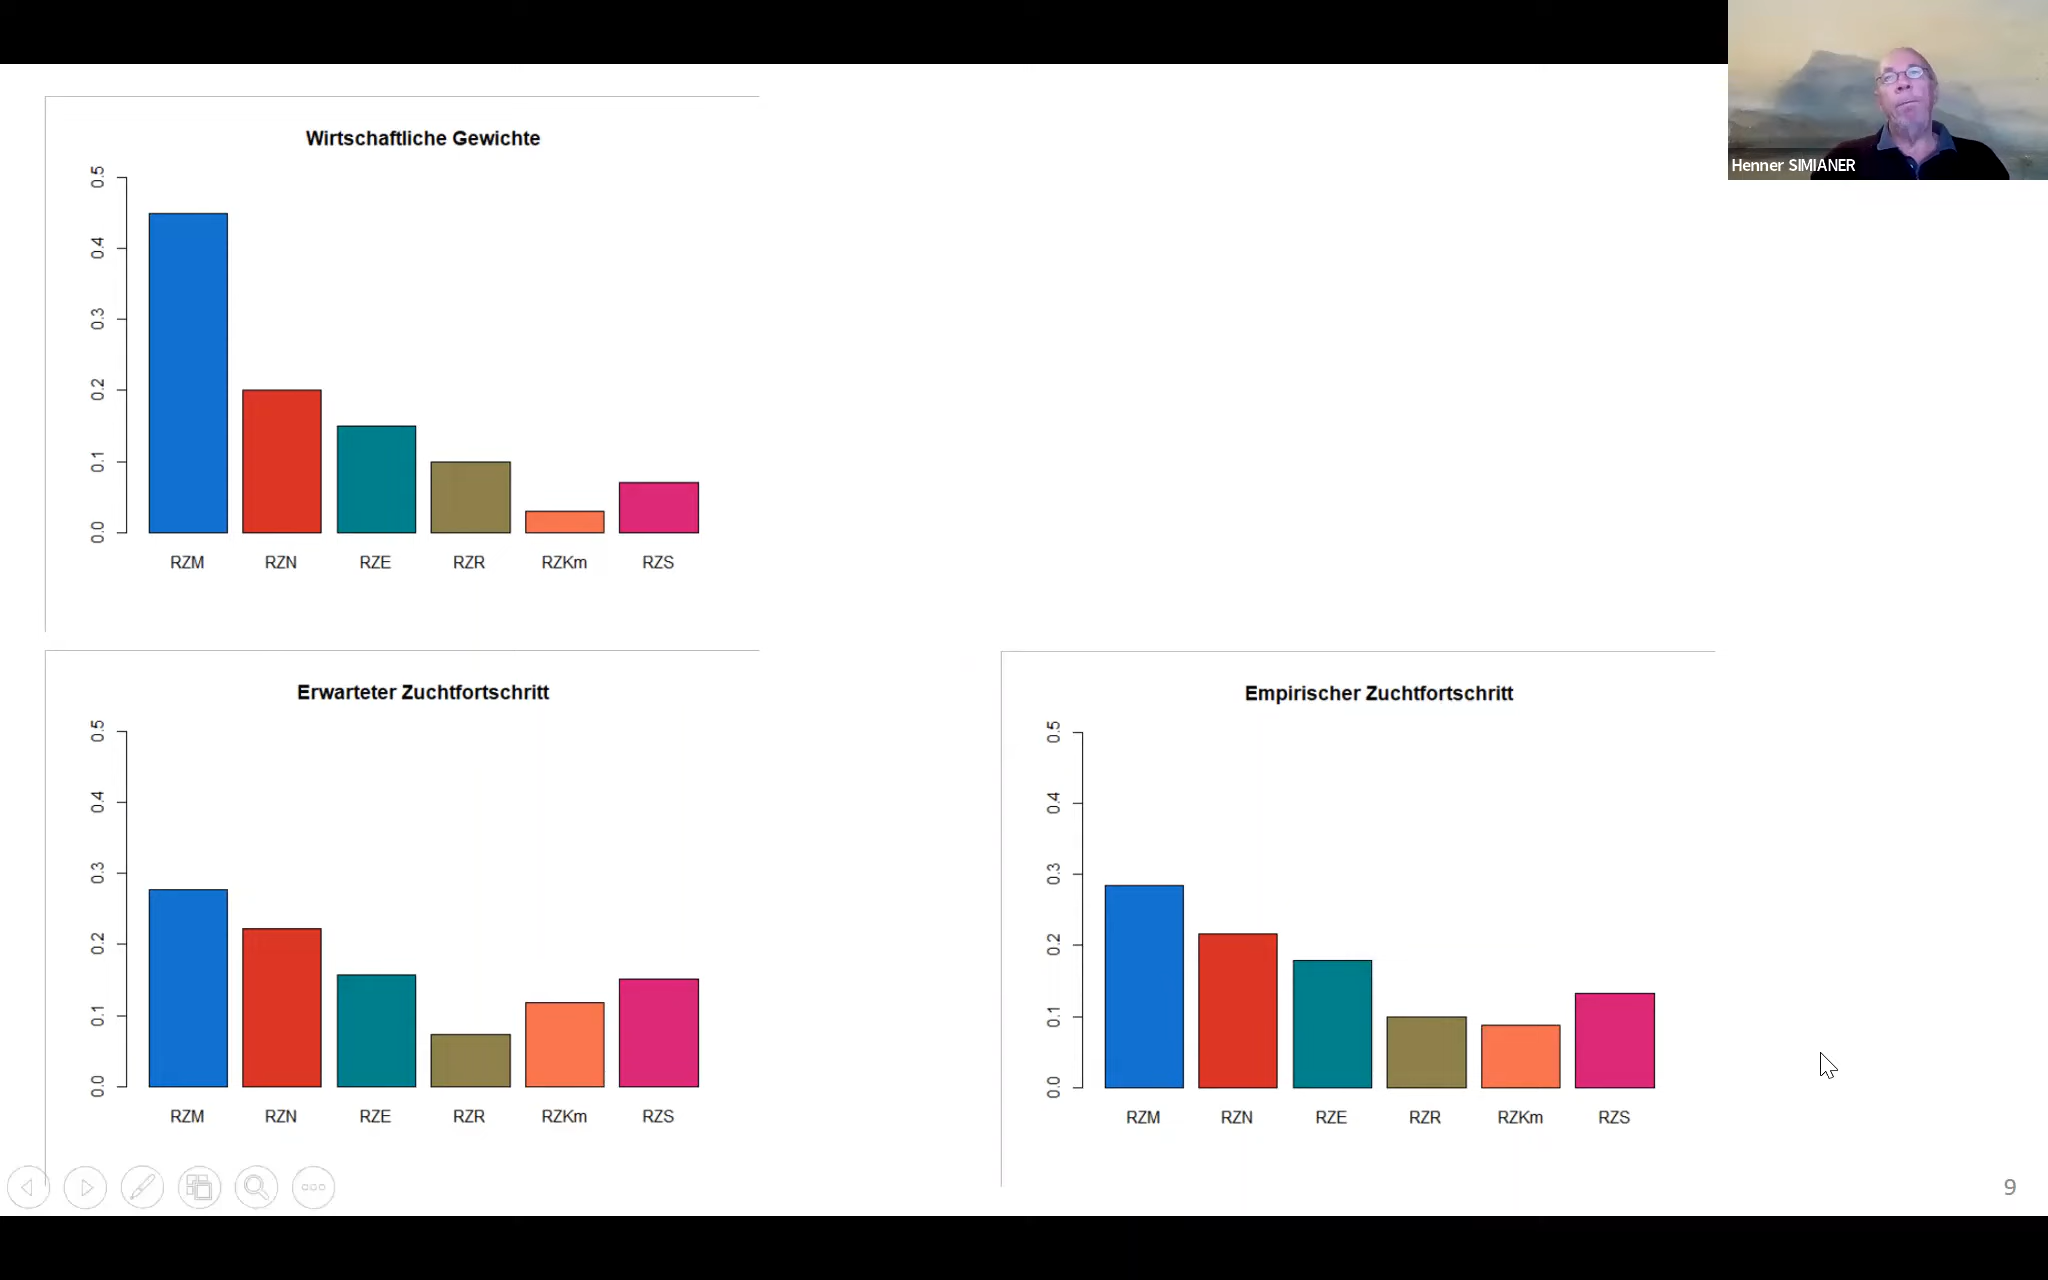 Henner SIMIANER
Wirtschaftliche Gewichte
0.5
0.4
0.3
0.2
0.1
0.0
RZM RZN RZE RZR RZKm RZS
Erwarteter Zuchtfortschritt
0.5
0.4
0.3
0.2
0.1
0.0
RZM RZN RZE RZR RZKm RZS
Empirischer Zuchtfortschritt
0.5
0.4
0.3
0.2
0.1
0.0
RZM RZN RZE RZR RZKm RZS
9